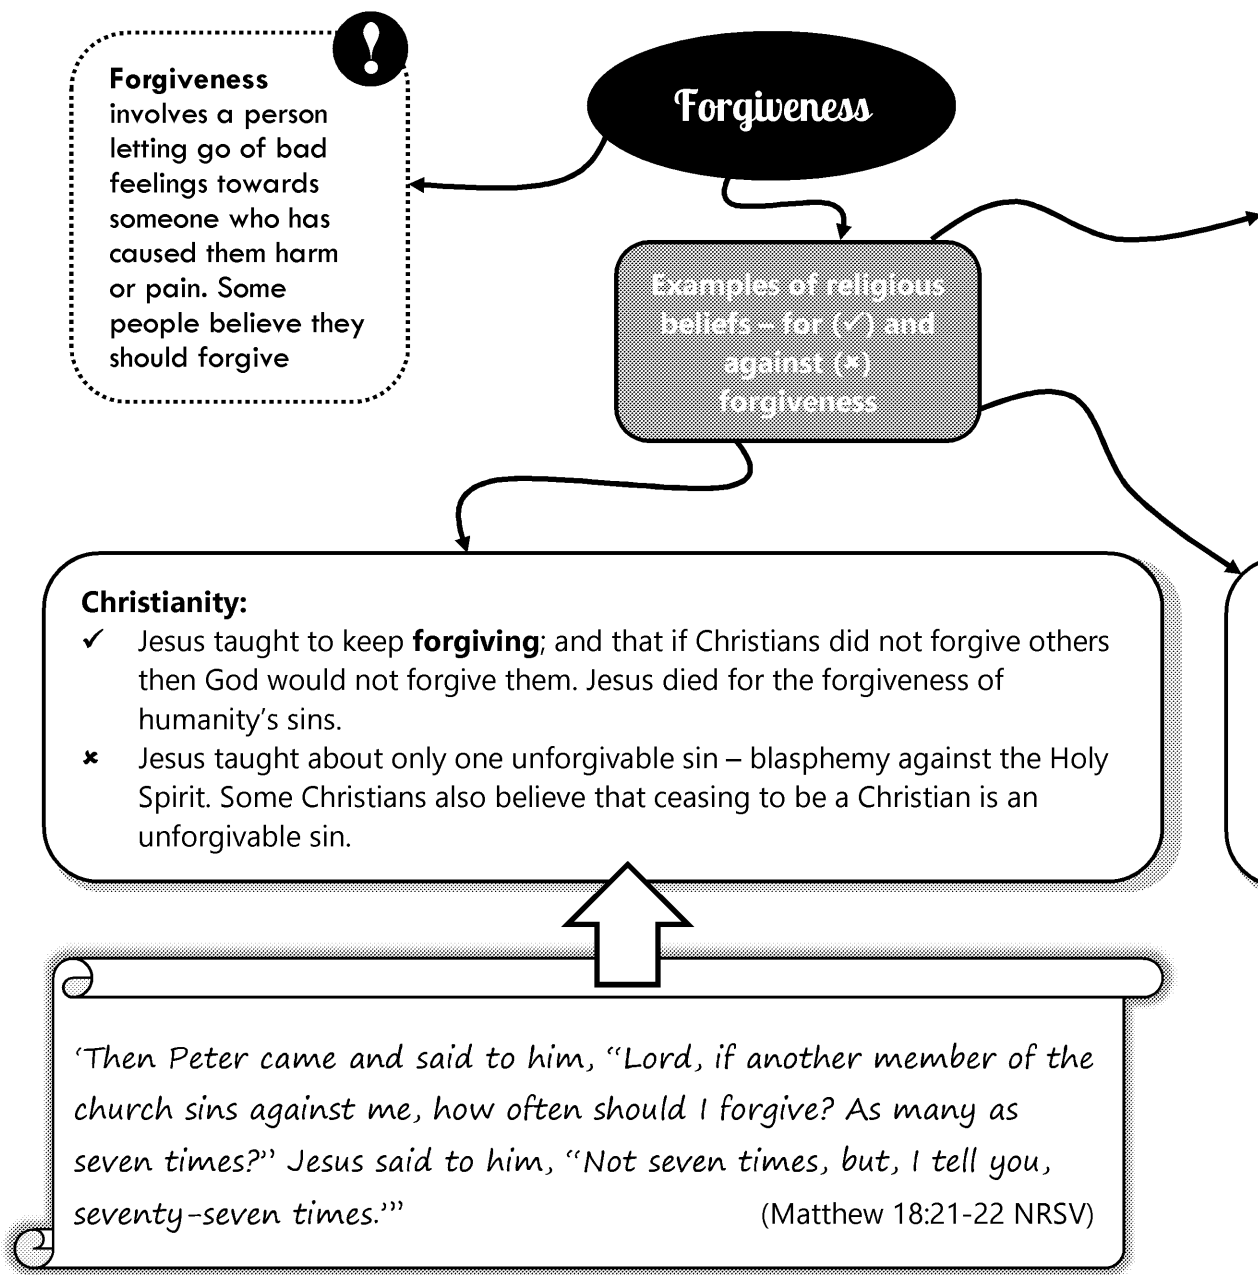 Forgiveness
Forgiveness
involves a person
letting go of bad
feelings towards
someone who has
caused them harm
or pain. Some
people believe they
should forgive
Examples of religious
beliefs – for (✓) and
against (✗)
forgiveness
Christianity:
✓ Jesus taught to keep forgiving; and that if Christians did not forgive others
then God would not forgive them. Jesus died for the forgiveness of
humanity’s sins.
✗ Jesus taught about only one unforgivable sin – blasphemy against the Holy
Spirit. Some Christians also believe that ceasing to be a Christian is an
unforgivable sin.
‘Then Peter came and said to him, “Lord, if another member of the
church sins against me, how often should I forgive? As many as
seven times?” Jesus said to him, “Not seven times, but, I tell you,
seventy-seven times.’” (Matthew 18:21-22 NRSV)